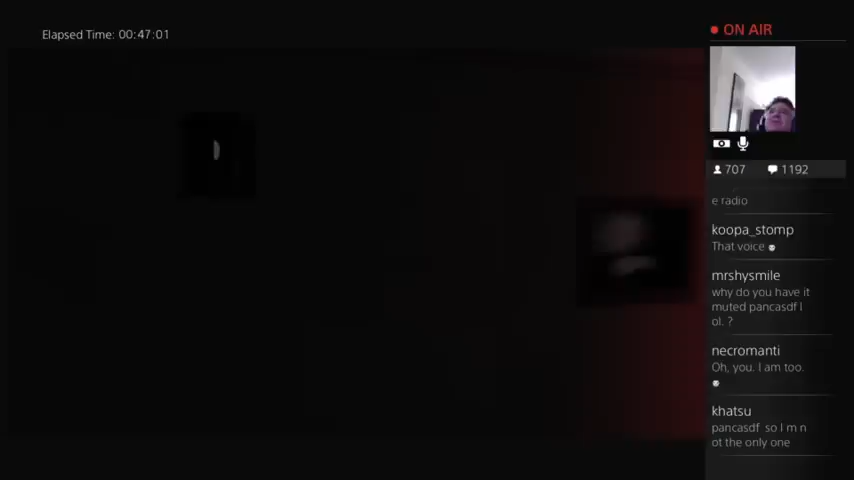 Elapsed Time: 00:47:01
ON AIR
707 1192
e radio
koopa_stomp
That voice
mrshysmile
why do you have it
muted pancasdf l
ol. ?
necromanti
Oh, you. I am too.
khatsu
pancasdf so I m n
ot the only one